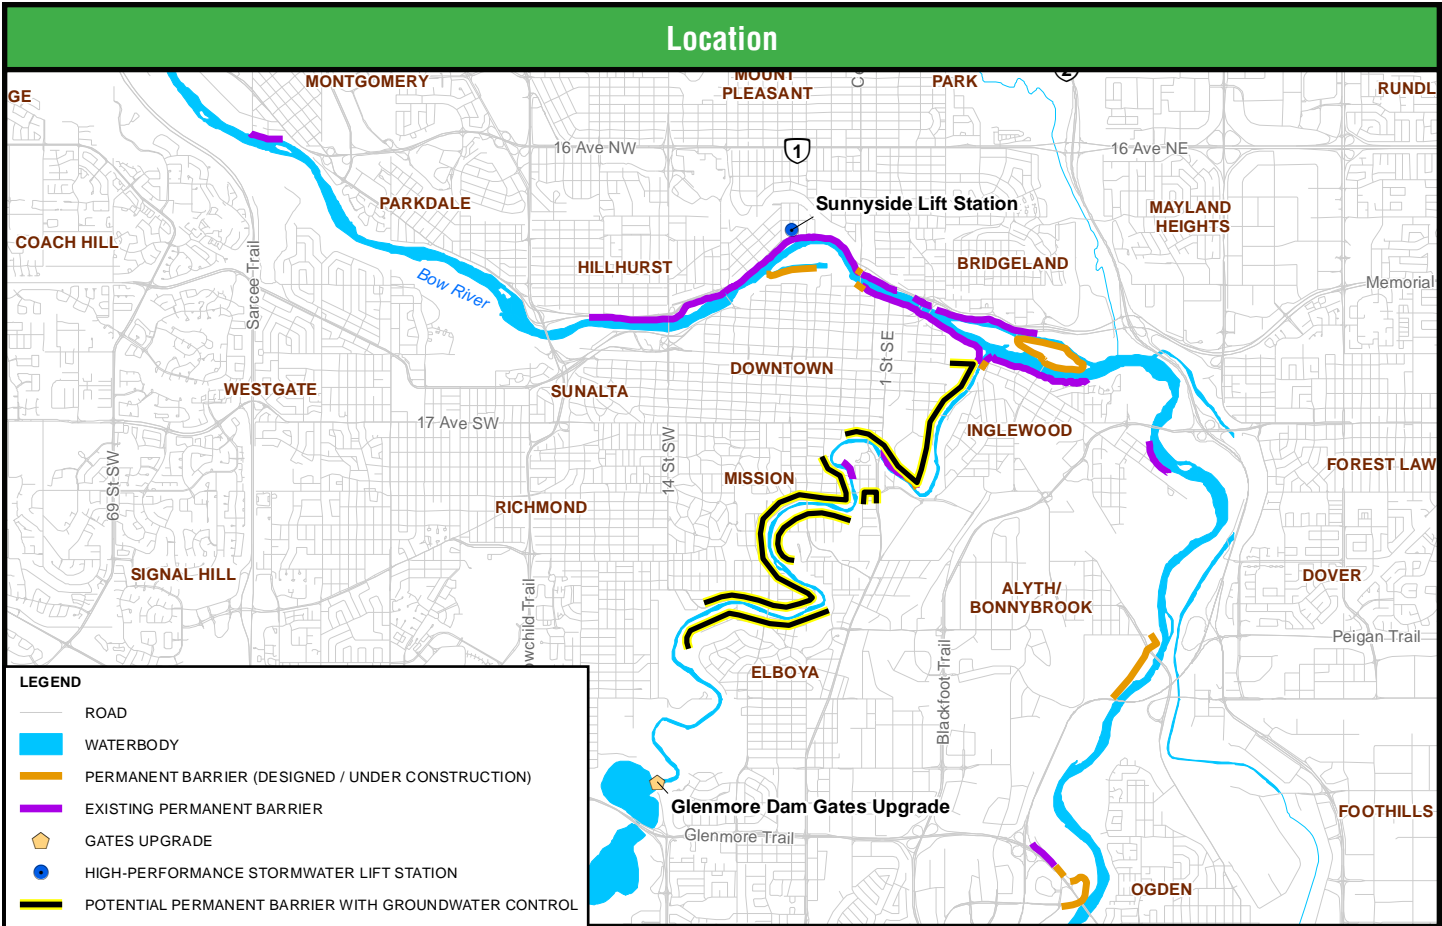 Location
MONTGOMERY
MOUNT
PLEASANT
PARK
2
RUNDL
GE
16 Ave NW
1
16 Ave NE
PARKDALE
Sunnyside Lift Station
MAYLAND
HEIGHTS
COACH HILL
Sarcee Trail
Bow River
HILLHURST
BRIDGELAND
Memorial
DOWNTOWN
1 St SE
WESTGATE
SUNALTA
17 Ave SW
INGLEWOOD
14 St SW
69 St SW
MISSION
FOREST LAW
RICHMOND
SIGNAL HILL
ALYTH/
BONNYBROOK
DOVER
owchild Trail
Peigan Trail
ELBOYA
Blackfoot Trail
Glenmore Dam Gates Upgrade
Glenmore Trail
FOOTHILLS
OGDEN
LEGEND
ROAD
WATERBODY
PERMANENT BARRIER (DESIGNED / UNDER CONSTRUCTION)
EXISTING PERMANENT BARRIER
GATES UPGRADE
HIGH-PERFORMANCE STORMWATER LIFT STATION
POTENTIAL PERMANENT BARRIER WITH GROUNDWATER CONTROL